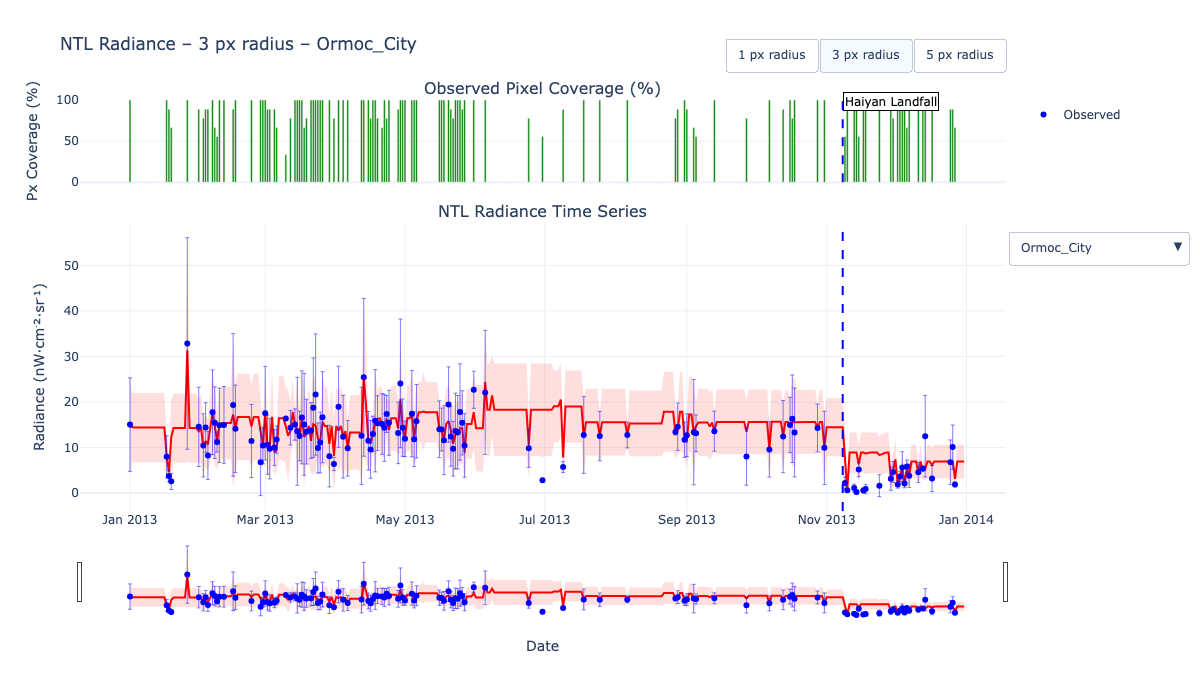 NTL Radiance – 3 px radius – Ormoc_City
1 px radius
3 px radius
5 px radius
Observed Pixel Coverage (%)
Px Coverage (%)
100
50
0
Haiyan Landfall
Observed
NTL Radiance Time Series
Ormoc_City ▼
Radiance (nW·cm⁻²·sr⁻¹)
50
40
30
20
10
0
Jan 2013
Mar 2013
May 2013
Jul 2013
Sep 2013
Nov 2013
Jan 2014
Date